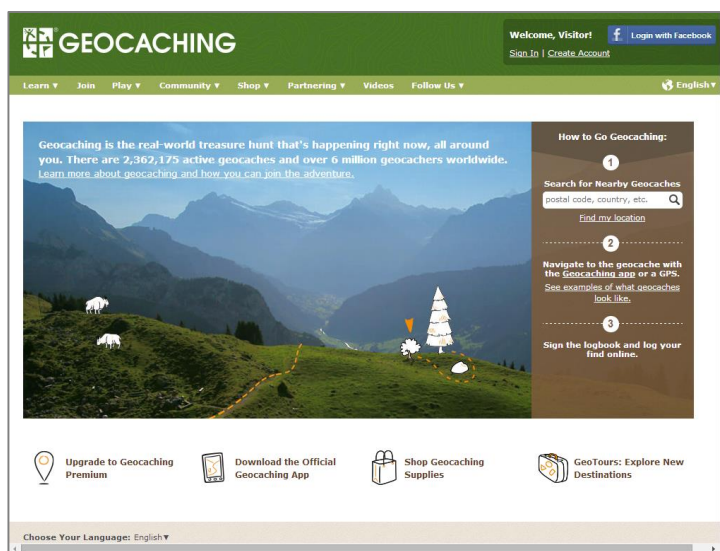 GEOCACHING
Welcome, Visitor!
f Login with Facebook
Sign In | Create Account
Learn ▼ Join Play ▼ Community ▼ Shop ▼ Partnering ▼ Videos Follow Us ▼ English ▼
Geocaching is the real-world treasure hunt that's happening right now, all around
you. There are 2,362,175 active geocaches and over 6 million geocachers worldwide.
Learn more about geocaching and how you can join the adventure.
How to Go Geocaching:
1
Search for Nearby Geocaches
postal code, country, etc.
Find my location
2
Navigate to the geocache with
the Geocaching app or a GPS.
See examples of what geocaches
look like.
3
Sign the logbook and log your
find online.
Upgrade to Geocaching
Premium
Download the Official
Geocaching App
Shop Geocaching
Supplies
GeoTours: Explore New
Destinations
Choose Your Language: English ▼